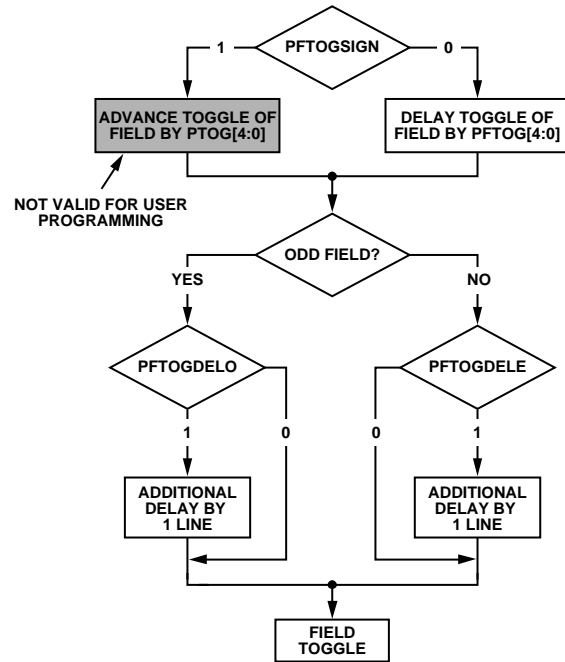 PFTOGSIGN
1
0
ADVANCE TOGGLE OF
FIELD BY PTOG[4:0]
DELAY TOGGLE OF
FIELD BY PFTOG[4:0]
NOT VALID FOR USER
PROGRAMMING
ODD FIELD?
YES
NO
PFTOGDELO
PFTOGDELE
1
0
0
1
ADDITIONAL
DELAY BY
1 LINE
ADDITIONAL
DELAY BY
1 LINE
FIELD
TOGGLE